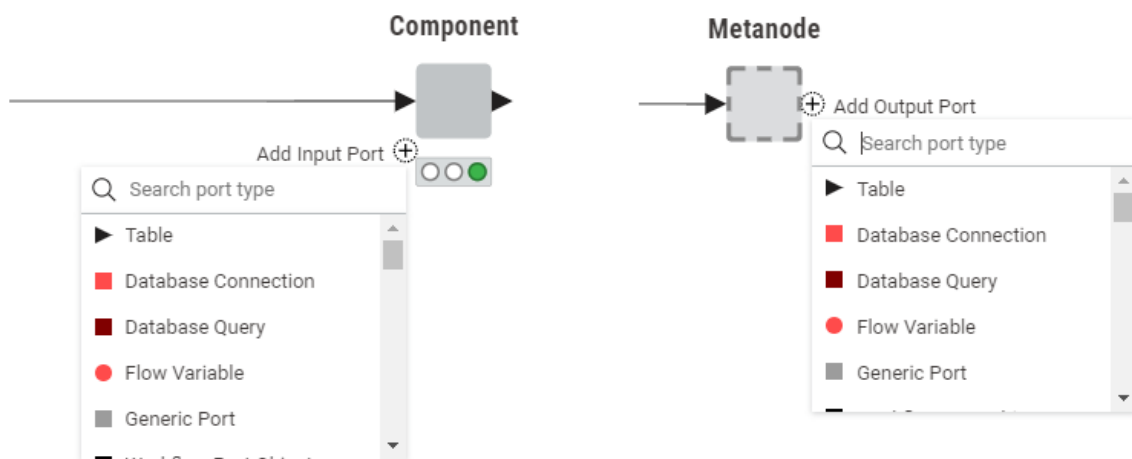 Component
Add Input Port
Search port type
Table
Database Connection
Database Query
Flow Variable
Generic Port
Metanode
Add Output Port
Search port type
Table
Database Connection
Database Query
Flow Variable
Generic Port